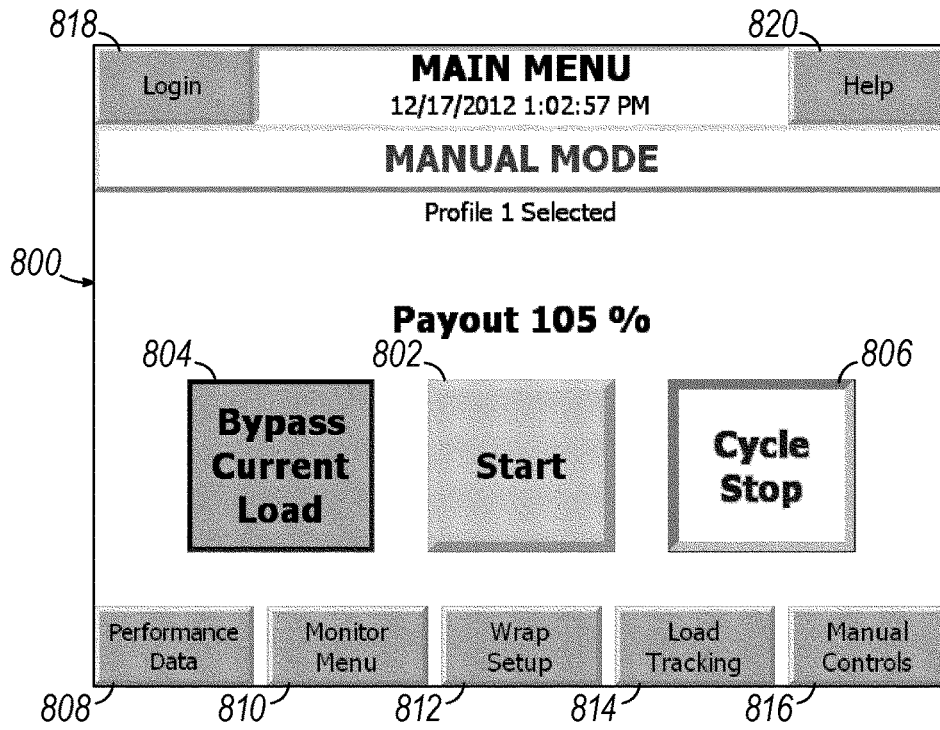 818
820
Login
MAIN MENU
Help
12/17/2012 1:02:57 PM
MANUAL MODE
Profile 1 Selected
800
Payout 105 %
804
802
806
Bypass
Current
Load
Start
Cycle
Stop
Performance
Data
Monitor
Menu
Wrap
Setup
Load
Tracking
Manual
Controls
808
810
812
814
816